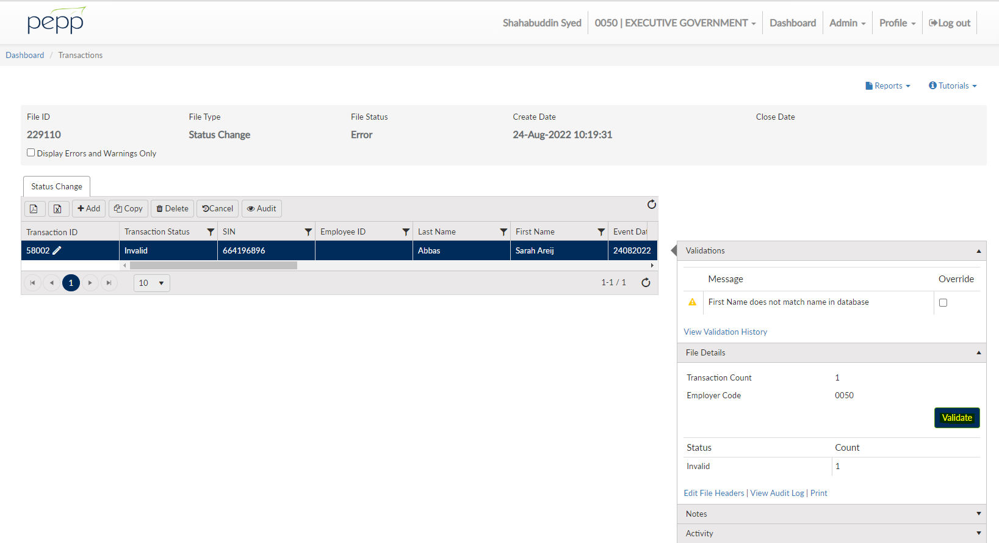 pepp
Shahabuddin Syed 0050 | EXECUTIVE GOVERNMENT Dashboard Admin Profile Log out
Dashboard / Transactions
Reports Tutorials
File ID File Type File Status Create Date Close Date
229110 Status Change Error 24-Aug-2022 10:19:31
Display Errors and Warnings Only
Status Change
Add Copy Delete Cancel Audit
Transaction ID Transaction Status SIN Employee ID Last Name First Name Event Dat
58002 Invalid 664196896 Abbas Sarah Areij 24082022
1 10 1-1 / 1
Validations
Message Override
First Name does not match name in database
View Validation History
File Details
Transaction Count 1
Employer Code 0050
Validate
Status Count
Invalid 1
Edit File Headers | View Audit Log | Print
Notes
Activity